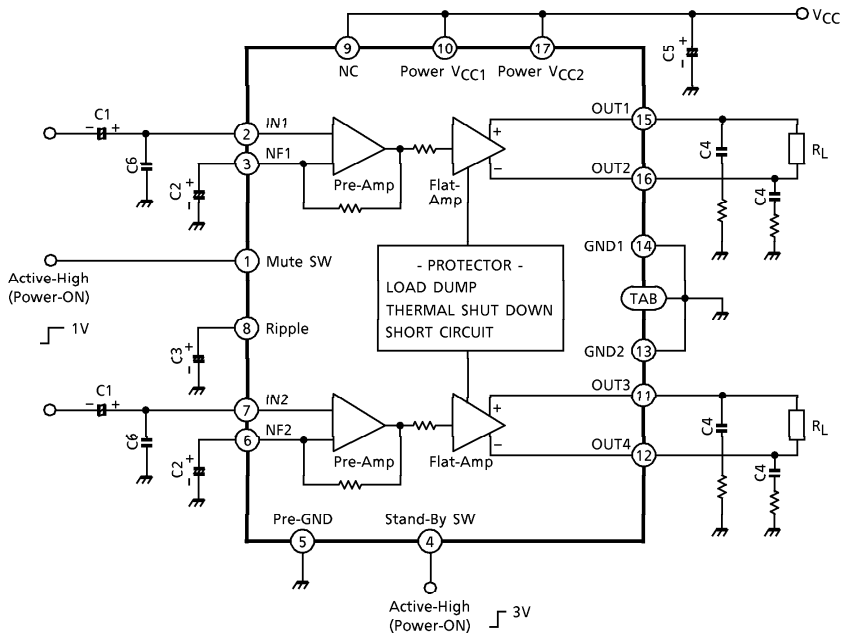 VCC
9
10
17
NC
Power VCC1
Power VCC2
C5
+
−
C1
− +
C6
2
IN1
3
NF1
C2
+
−
Pre-Amp
Flat-
Amp
+
−
OUT1
15
OUT2
16
C4
C4
RL
1
Mute SW
Active-High
(Power-ON)
1V
8
Ripple
C3
+
−
- PROTECTOR -
LOAD DUMP
THERMAL SHUT DOWN
SHORT CIRCUIT
GND1
14
TAB
GND2
13
C1
− +
C6
7
IN2
6
NF2
C2
+
−
Pre-Amp
Flat-Amp
+
−
OUT3
11
OUT4
12
C4
C4
RL
Pre-GND
5
Stand-By SW
4
Active-High
(Power-ON)
3V